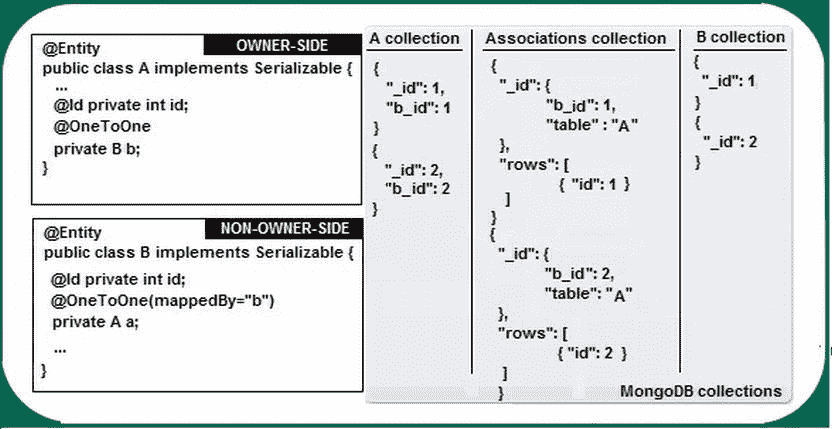 @Entity
OWNER-SIDE
public class A implements Serializable {
...
@Id private int id;
@OneToOne
private B b;
}
@Entity
NON-OWNER-SIDE
public class B implements Serializable {
@Id private int id;
@OneToOne(mappedBy="b")
private A a;
...
}
A collection
{
"_id": 1,
"b_id": 1
}
{
"_id": 2,
"b_id": 2
}
Associations collection
{
"_id": {
"b_id": 1,
"table" : "A"
},
"rows": [
{ "id": 1 }
]
}
{
"_id": {
"b_id": 2,
"table": "A"
},
"rows": [
{ "id": 2 }
]
}
B collection
{
"_id": 1
}
{
"_id": 2
}
MongoDB collections